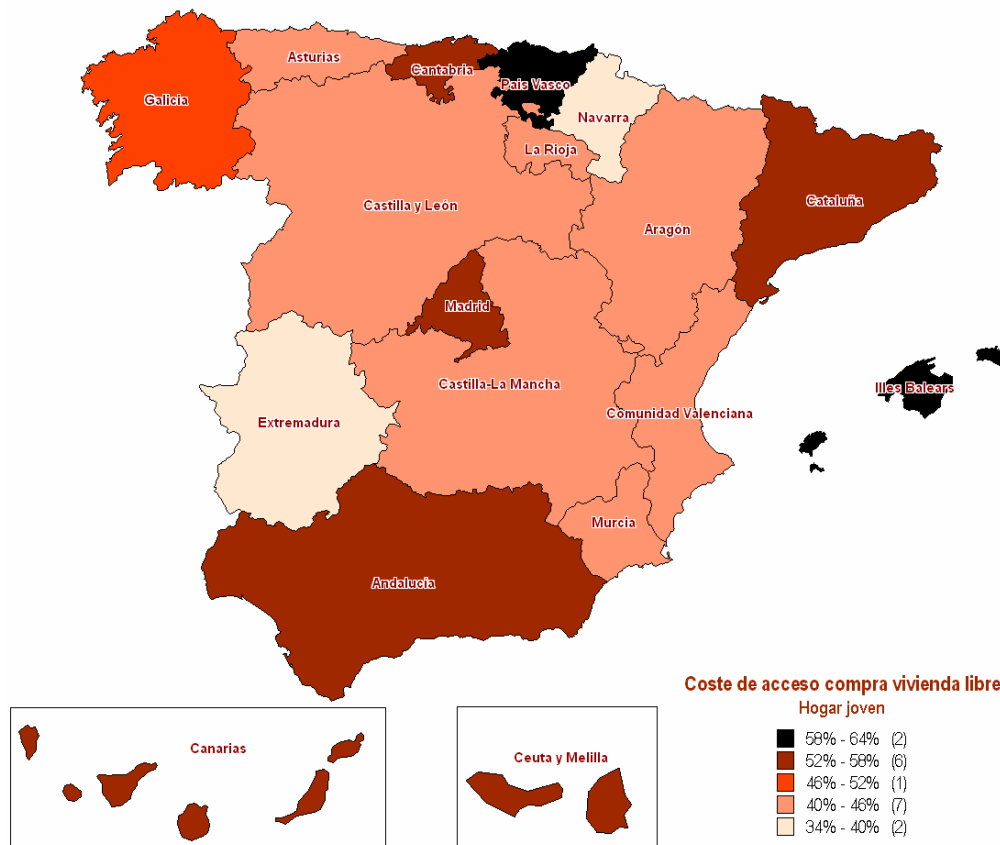 Asturias
Cantabria
País Vasco
Galicia
Navarra
La Rioja
Castilla y León
Cataluña
Aragón
Madrid
Castilla-La Mancha
Illes Balears
Comunidad Valenciana
Extremadura
Murcia
Andalucía
Coste de acceso compra vivienda libre
Hogar joven
58% - 64% (2)
52% - 58% (6)
46% - 52% (1)
40% - 46% (7)
34% - 40% (2)
Canarias
Ceuta y Melilla